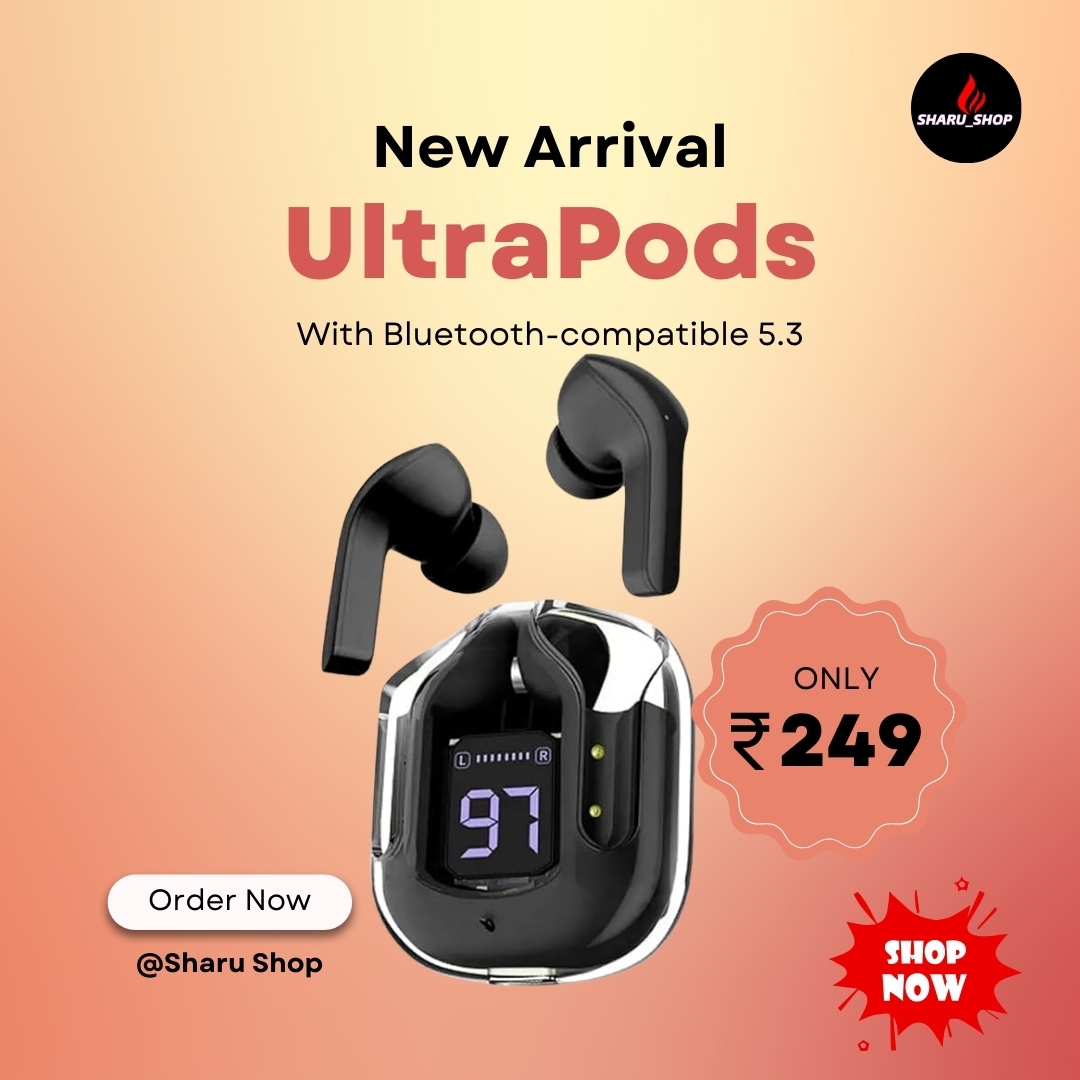 SHARU_SHOP
New Arrival
UltraPods
With Bluetooth-compatible 5.3
ONLY
₹249
L R
97
Order Now
@Sharu Shop
SHOP
NOW